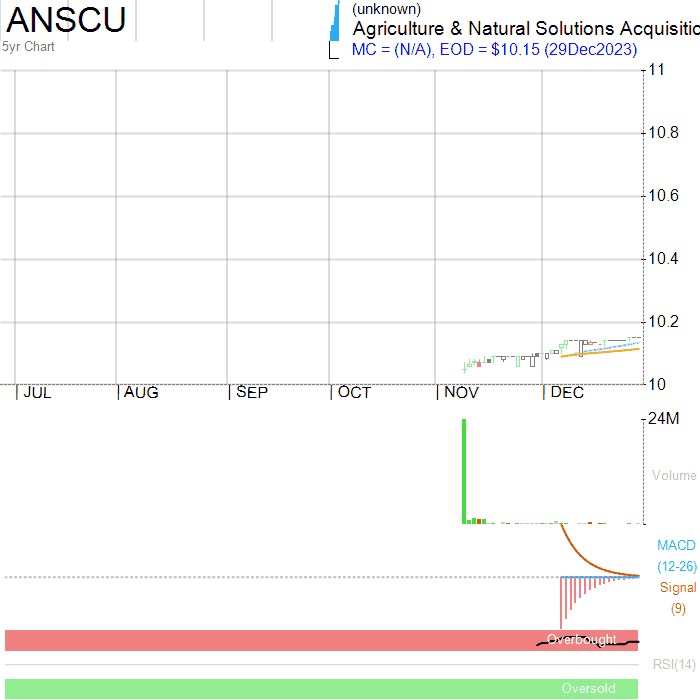 ANSCU
(unknown)
Agriculture & Natural Solutions Acquisitio
5yr Chart
MC = (N/A), EOD = $10.15 (29Dec2023)
11
10.8
10.6
10.4
10.2
10
JUL AUG SEP OCT NOV DEC
24M
Volume
MACD
(12-26)
Signal
(9)
Overbought
RSI(14)
Oversold